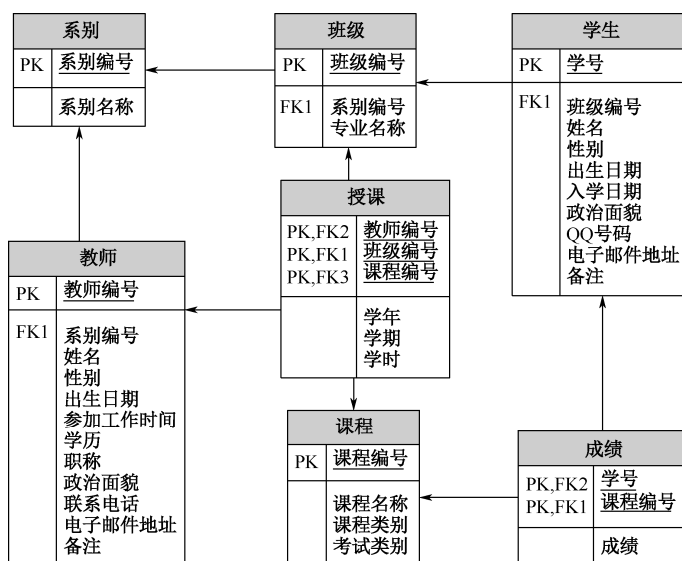 系别
PK 系别编号
系别名称
班级
PK 班级编号
FK1 系别编号
专业名称
学生
PK 学号
FK1 班级编号
姓名
性别
出生日期
入学日期
政治面貌
QQ号码
电子邮件地址
备注
授课
PK,FK2 教师编号
PK,FK1 班级编号
PK,FK3 课程编号
学年
学期
学时
教师
PK 教师编号
FK1 系别编号
姓名
性别
出生日期
参加工作时间
学历
职称
政治面貌
联系电话
电子邮件地址
备注
课程
PK 课程编号
课程名称
课程类别
考试类别
成绩
PK,FK2 学号
PK,FK1 课程编号
成绩